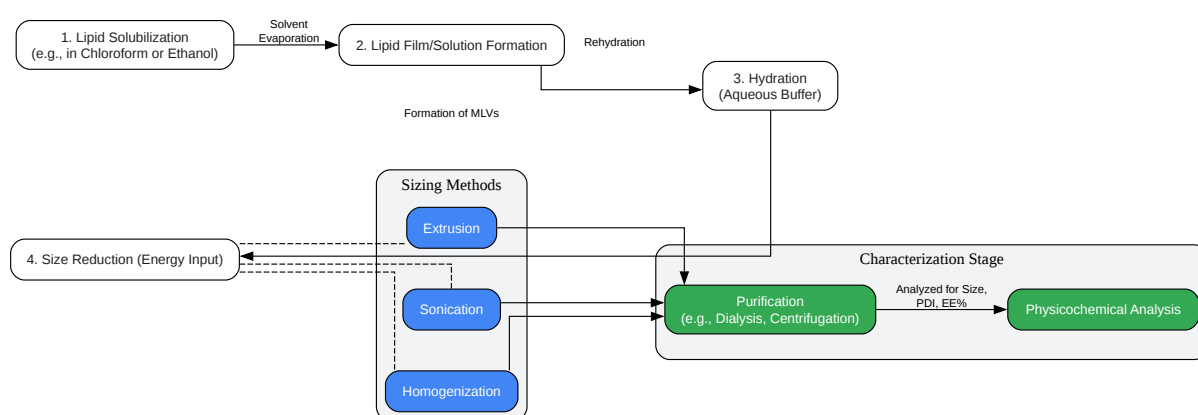 1. Lipid Solubilization
(e.g., in Chloroform or Ethanol)
Solvent
Evaporation
2. Lipid Film/Solution Formation
Rehydration
3. Hydration
(Aqueous Buffer)
Formation of MLVs
Sizing Methods
Extrusion
4. Size Reduction (Energy Input)
Sonication
Homogenization
Characterization Stage
Purification
(e.g., Dialysis, Centrifugation)
Analyzed for Size,
PDI, EE%
Physicochemical Analysis